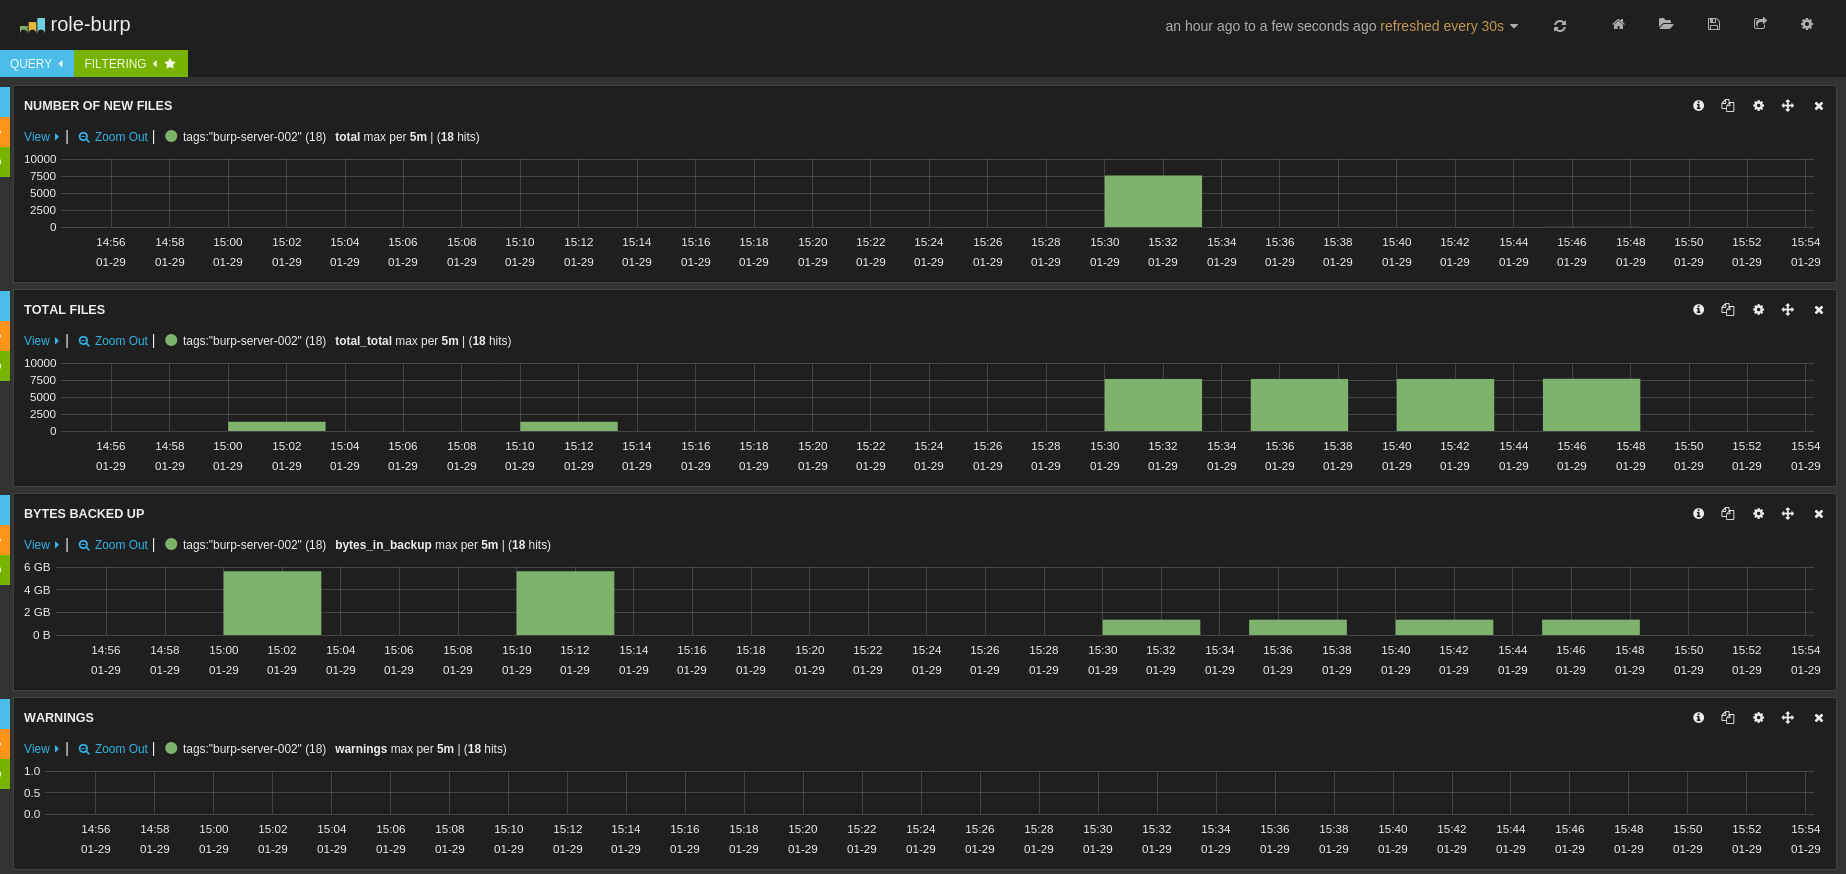 role-burp
an hour ago to a few seconds ago refreshed every 30s
QUERY FILTERING
NUMBER OF NEW FILES
View | Zoom Out | tags:"burp-server-002" (18) total max per 5m | (18 hits)
10000
7500
5000
2500
0
14:56 14:58 15:00 15:02 15:04 15:06 15:08 15:10 15:12 15:14 15:16 15:18 15:20 15:22 15:24 15:26 15:28 15:30 15:32 15:34 15:36 15:38 15:40 15:42 15:44 15:46 15:48 15:50 15:52 15:54
01-29 01-29 01-29 01-29 01-29 01-29 01-29 01-29 01-29 01-29 01-29 01-29 01-29 01-29 01-29 01-29 01-29 01-29 01-29 01-29 01-29 01-29 01-29 01-29 01-29 01-29 01-29 01-29 01-29 01-29
TOTAL FILES
View | Zoom Out | tags:"burp-server-002" (18) total_total max per 5m | (18 hits)
10000
7500
5000
2500
0
14:56 14:58 15:00 15:02 15:04 15:06 15:08 15:10 15:12 15:14 15:16 15:18 15:20 15:22 15:24 15:26 15:28 15:30 15:32 15:34 15:36 15:38 15:40 15:42 15:44 15:46 15:48 15:50 15:52 15:54
01-29 01-29 01-29 01-29 01-29 01-29 01-29 01-29 01-29 01-29 01-29 01-29 01-29 01-29 01-29 01-29 01-29 01-29 01-29 01-29 01-29 01-29 01-29 01-29 01-29 01-29 01-29 01-29 01-29 01-29
BYTES BACKED UP
View | Zoom Out | tags:"burp-server-002" (18) bytes_in_backup max per 5m | (18 hits)
6 GB
4 GB
2 GB
0 B
14:56 14:58 15:00 15:02 15:04 15:06 15:08 15:10 15:12 15:14 15:16 15:18 15:20 15:22 15:24 15:26 15:28 15:30 15:32 15:34 15:36 15:38 15:40 15:42 15:44 15:46 15:48 15:50 15:52 15:54
01-29 01-29 01-29 01-29 01-29 01-29 01-29 01-29 01-29 01-29 01-29 01-29 01-29 01-29 01-29 01-29 01-29 01-29 01-29 01-29 01-29 01-29 01-29 01-29 01-29 01-29 01-29 01-29 01-29 01-29
WARNINGS
View | Zoom Out | tags:"burp-server-002" (18) warnings max per 5m | (18 hits)
1.0
0.5
0.0
14:56 14:58 15:00 15:02 15:04 15:06 15:08 15:10 15:12 15:14 15:16 15:18 15:20 15:22 15:24 15:26 15:28 15:30 15:32 15:34 15:36 15:38 15:40 15:42 15:44 15:46 15:48 15:50 15:52 15:54
01-29 01-29 01-29 01-29 01-29 01-29 01-29 01-29 01-29 01-29 01-29 01-29 01-29 01-29 01-29 01-29 01-29 01-29 01-29 01-29 01-29 01-29 01-29 01-29 01-29 01-29 01-29 01-29 01-29 01-29